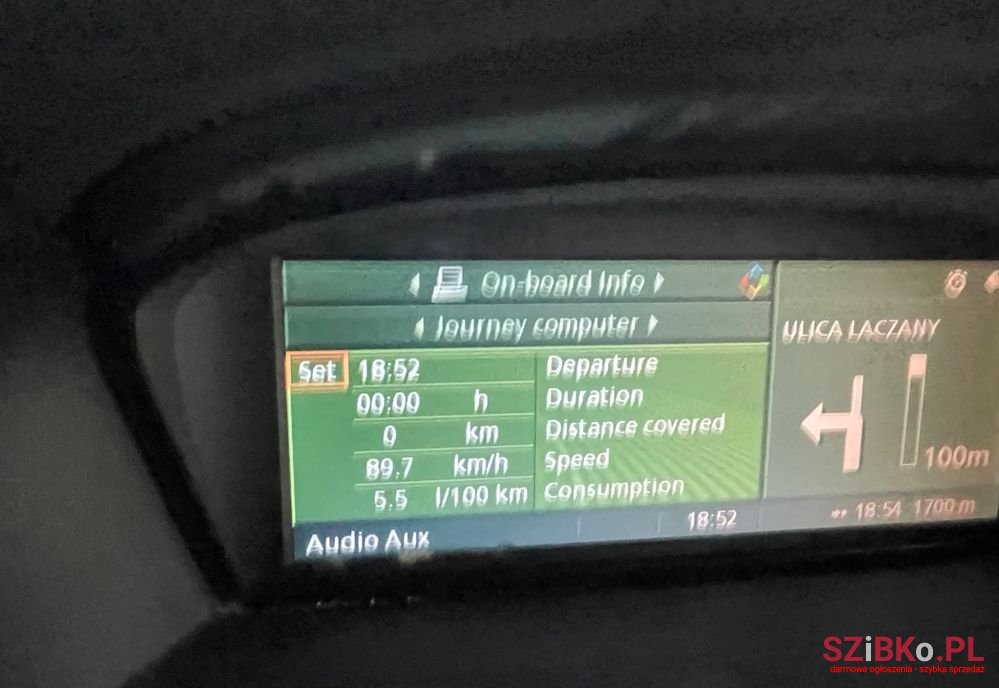 On-board Info
Journey computer
Set 18:52 Departure
00:00 h Duration
0 km Distance covered
89.7 km/h Speed
5.5 l/100 km Consumption
Audio Aux
18:52
ULICA LACZANY
100m
18:54 1700 m
SZiBKo.PL
darmowe ogłoszenia - szybka sprzedaż